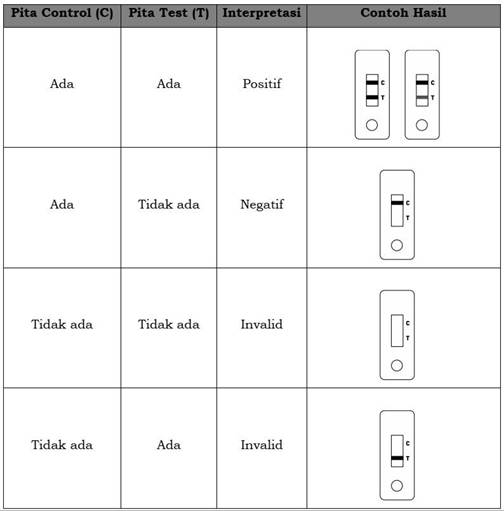 Pita Control (C) Pita Test (T) Interpretasi Contoh Hasil
Ada Ada Positif
C C
T T
Ada Tidak ada Negatif
C
T
Tidak ada Tidak ada Invalid
C
T
Tidak ada Ada Invalid
C
T